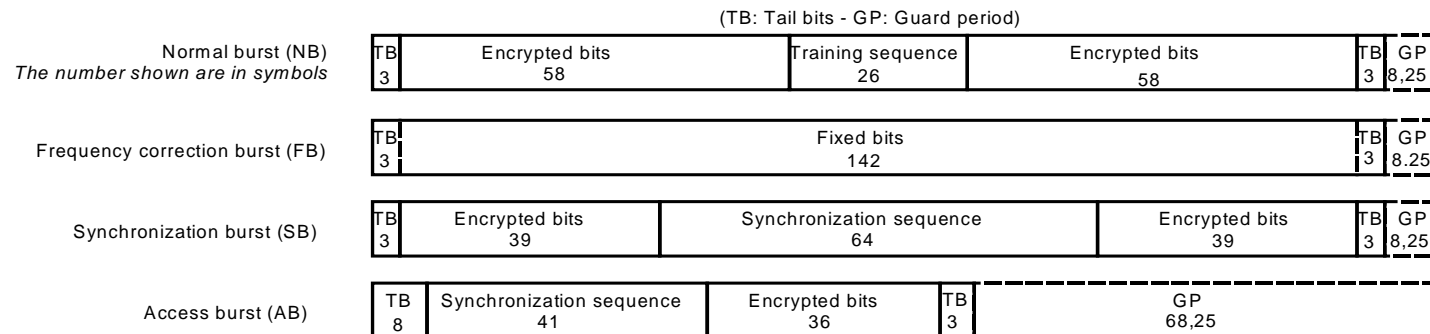 (TB: Tail bits - GP: Guard period)
Normal burst (NB)
The number shown are in symbols
TB
3
Encrypted bits
58
Training sequence
26
Encrypted bits
58
TB
3
GP
8,25
Frequency correction burst (FB)
TB
3
Fixed bits
142
TB
3
GP
8.25
Synchronization burst (SB)
TB
3
Encrypted bits
39
Synchronization sequence
64
Encrypted bits
39
TB
3
GP
8,25
Access burst (AB)
TB
8
Synchronization sequence
41
Encrypted bits
36
TB
3
GP
68,25